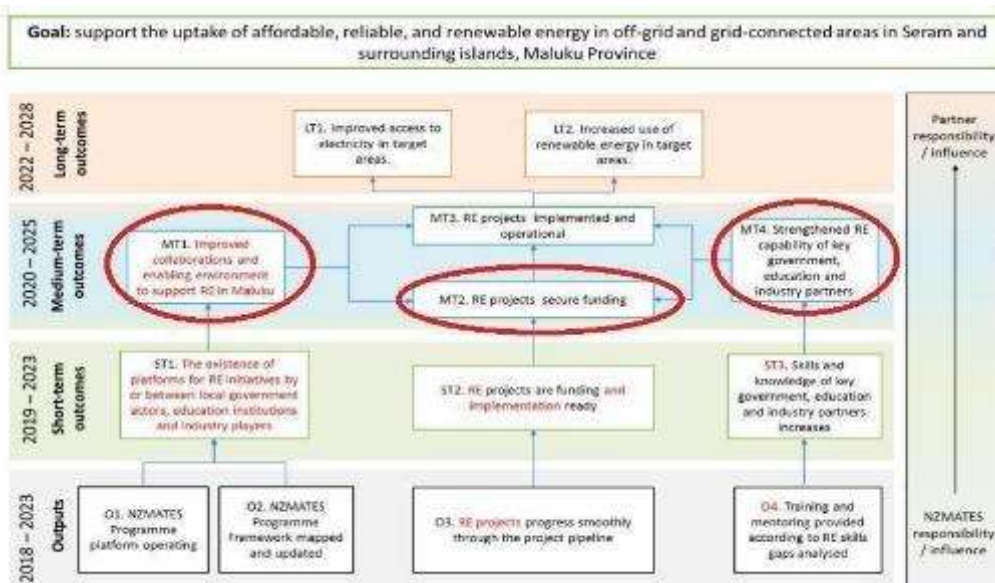 Goal: support the uptake of affordable, reliable, and renewable energy in off-grid and grid-connected areas in Seram and
surrounding islands, Maluku Province
2022 – 2028
Long-term
outcomes
LT1. Improved access to
electricity in target
areas.
LT2. Increased use of
renewable energy in target
areas.
Partner
responsibility
/ influence
2020 – 2025
Medium-term
outcomes
MT1. Improved
collaborations and
enabling environment
to support RE in Maluku
MT3. RE projects implemented and
operational
MT2. RE projects secure funding
MT4. Strengthened RE
capability of key
government,
education and
industry partners
2019 – 2023
Short-term
outcomes
ST1. The existence of
platforms for RE initiatives by
or between local government
actors, education institutions
and industry players
ST2. RE projects are funding and
implementation ready
ST3. Skills and
knowledge of key
government, education
and industry partners
increases
2018 – 2023
Outputs
O1. NZMATES
Programme
platform operating
O2. NZMATES
Programme
framework mapped
and updated
O3. RE projects progress smoothly
through the project pipeline
O4. Training and
mentoring provided
according to RE skills
gaps analysed
NZMATES
responsibility
/ influence